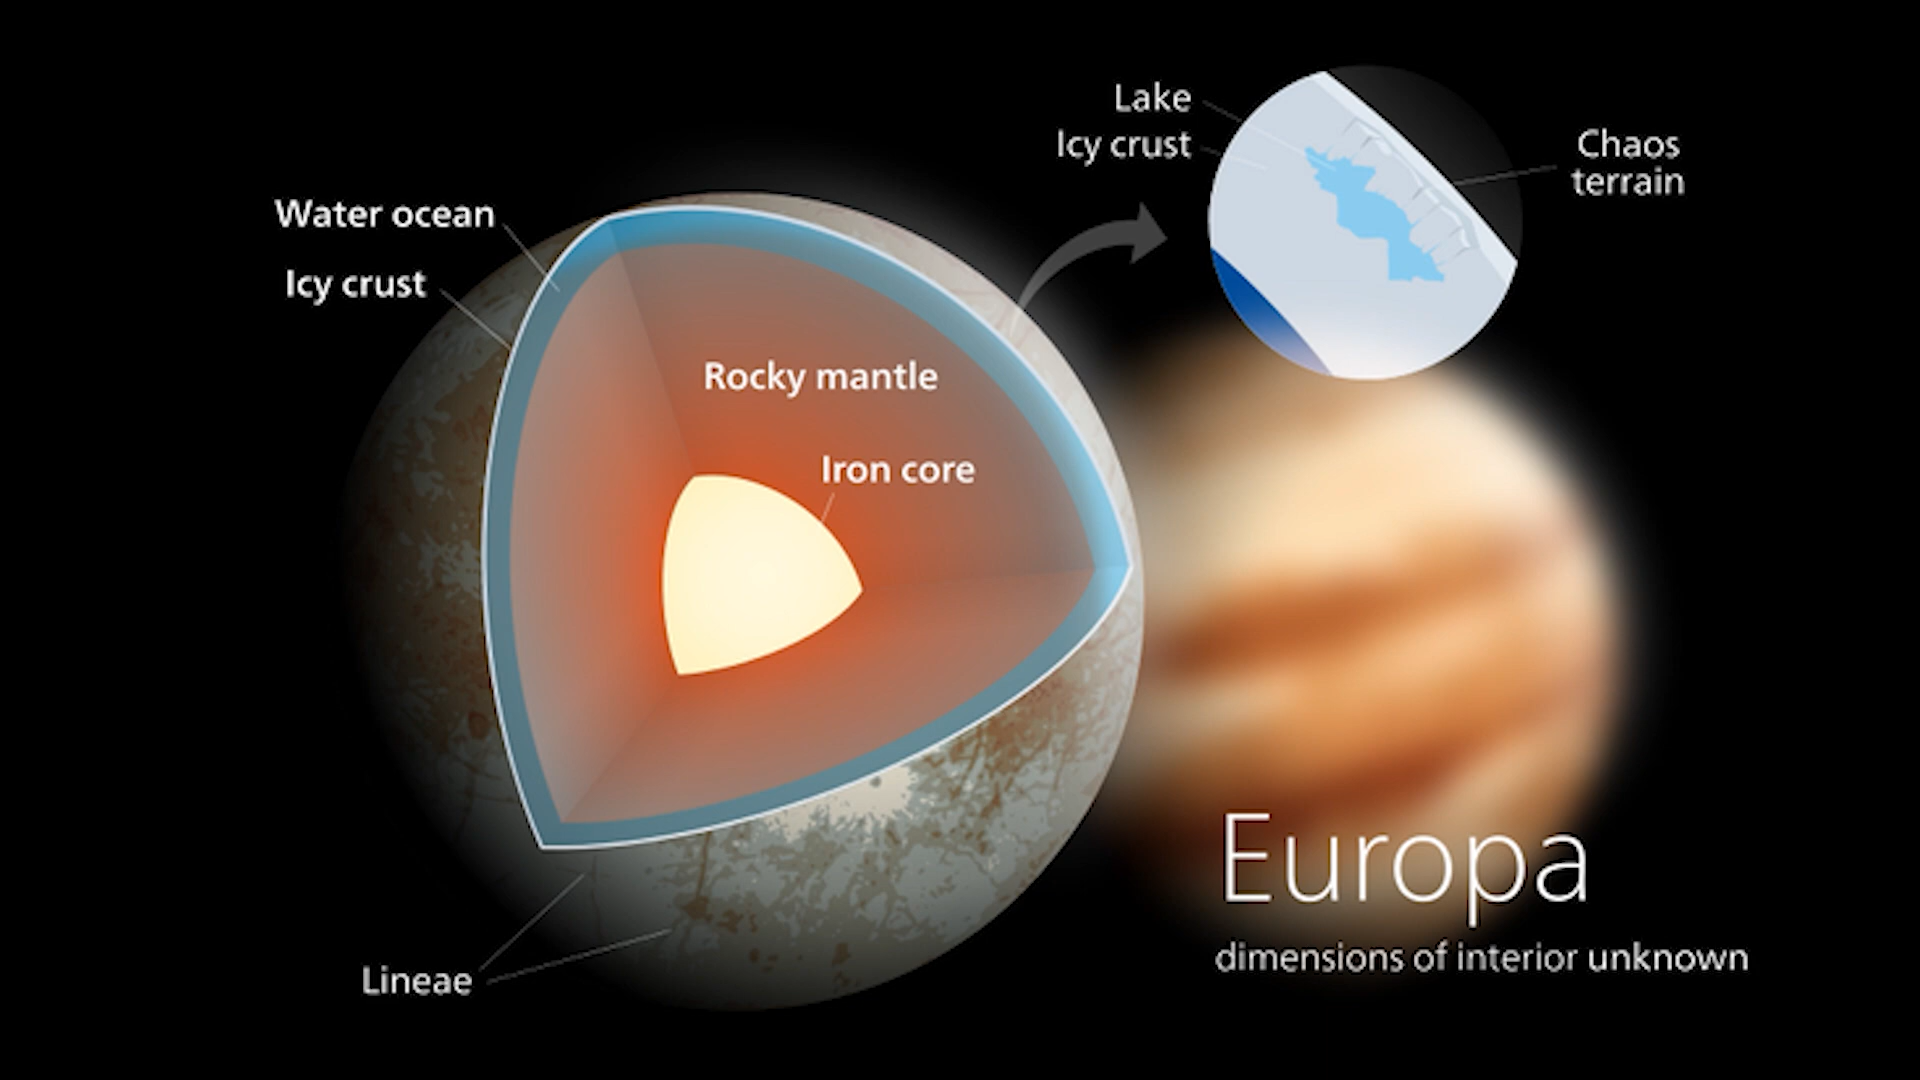 Lake
Icy crust
Chaos
terrain
Water ocean
Icy crust
Rocky mantle
Iron core
Europa
dimensions of interior unknown
Lineae